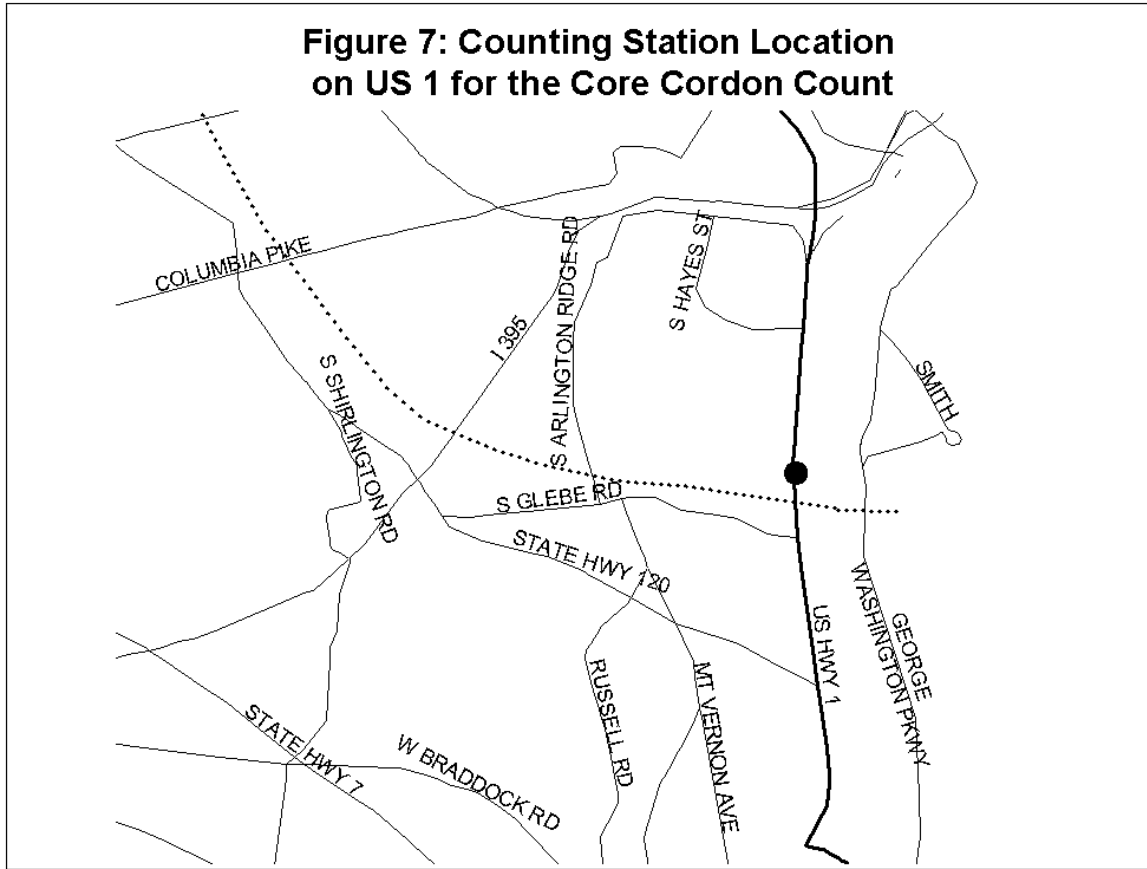 Figure 7: Counting Station Location
on US 1 for the Core Cordon Count
COLUMBIA PIKE
S SHIRLINGTON RD
I 395
S ARLINGTON RIDGE RD
S HAYES ST
SMITH
S GLEBE RD
STATE HWY 120
US HWY 1
GEORGE
WASHINGTON PKWY
RUSSELL RD
MT VERNON AVE
STATE HWY 7
W BRADDOCK RD